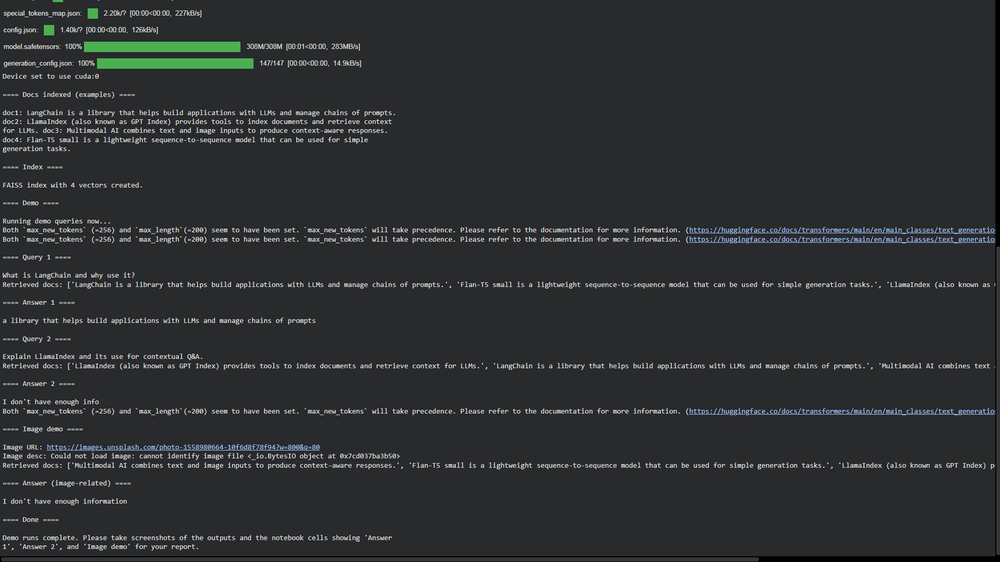 special_tokens_map.json: 2.20k/? [00:00<00:00, 227kB/s]
config.json: 1.40k/? [00:00<00:00, 126kB/s]
model.safetensors: 100% 308M/308M [00:01<00:00, 283MB/s]
generation_config.json: 100% 147/147 [00:00<00:00, 14.9kB/s]
Device set to use cuda:0
==== Docs indexed (examples) ====
doc1: LangChain is a library that helps build applications with LLMs and manage chains of prompts.
doc2: LlamaIndex (also known as GPT Index) provides tools to index documents and retrieve context
for LLMs. doc3: Multimodal AI combines text and image inputs to produce context-aware responses.
doc4: Flan-T5 small is a lightweight sequence-to-sequence model that can be used for simple
generation tasks.
==== Index ====
FAISS index with 4 vectors created.
==== Demo ====
Running demo queries now...
Both `max_new_tokens` (=256) and `max_length`(=200) seem to have been set. `max_new_tokens` will take precedence. Please refer to the documentation for more information. (https://huggingface.co/docs/transformers/main/en/main_classes/text_generatio
Both `max_new_tokens` (=256) and `max_length`(=200) seem to have been set. `max_new_tokens` will take precedence. Please refer to the documentation for more information. (https://huggingface.co/docs/transformers/main/en/main_classes/text_generatio
==== Query 1 ====
What is LangChain and why use it?
Retrieved docs: ['LangChain is a library that helps build applications with LLMs and manage chains of prompts.', 'Flan-T5 small is a lightweight sequence-to-sequence model that can be used for simple generation tasks.', 'LlamaIndex (also known as
==== Answer 1 ====
a library that helps build applications with LLMs and manage chains of prompts
==== Query 2 ====
Explain LlamaIndex and its use for contextual Q&A.
Retrieved docs: ['LlamaIndex (also known as GPT Index) provides tools to index documents and retrieve context for LLMs.', 'LangChain is a library that helps build applications with LLMs and manage chains of prompts.', 'Multimodal AI combines text
==== Answer 2 ====
I don't have enough info
Both `max_new_tokens` (=256) and `max_length`(=200) seem to have been set. `max_new_tokens` will take precedence. Please refer to the documentation for more information. (https://huggingface.co/docs/transformers/main/en/main_classes/text_generatio
==== Image demo ====
Image URL: https://images.unsplash.com/photo-1558980664-10f6d8f78f94?w=800&q=80
Image desc: Could not load image: cannot identify image file <_io.BytesIO object at 0x7cd037ba3b50>
Retrieved docs: ['Multimodal AI combines text and image inputs to produce context-aware responses.', 'Flan-T5 small is a lightweight sequence-to-sequence model that can be used for simple generation tasks.', 'LlamaIndex (also known as GPT Index)
==== Answer (image-related) ====
I don't have enough information
==== Done ====
Demo runs complete. Please take screenshots of the outputs and the notebook cells showing 'Answer
1', 'Answer 2', and 'Image demo' for your report.